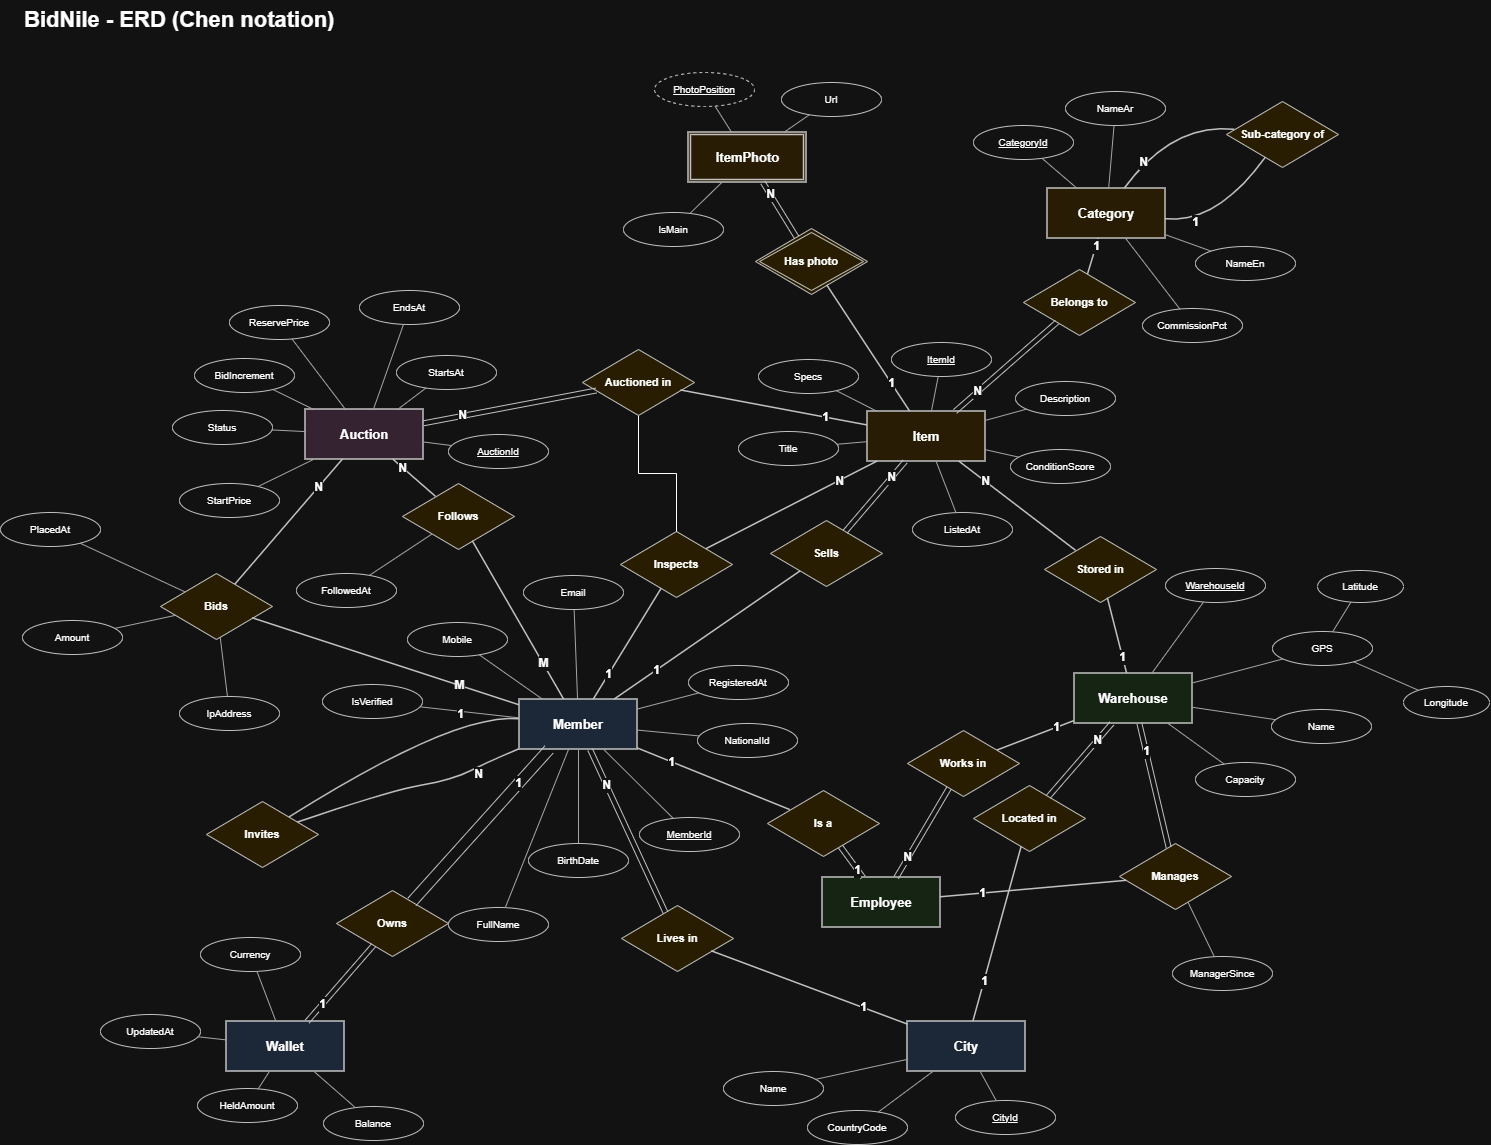 BidNile - ERD (Chen notation)
PhotoPosition
Url
NameAr
Sub-category of
CategoryId
N
ItemPhoto
N
Category
1
IsMain
1
Has photo
NameEn
Belongs to
EndsAt
ReservePrice
CommissionPct
ItemId
StartsAt
BidIncrement
Specs
Auctioned in
1
N
Description
N
1
Status
Auction
Item
Title
AuctionId
ConditionScore
N
N
N
N
N
StartPrice
Follows
PlacedAt
ListedAt
Sells
Inspects
Stored in
WarehouseId
Latitude
FollowedAt
Email
Bids
Amount
Mobile
GPS
1
M
1
1
RegisteredAt
M
IsVerified
Warehouse
Longitude
IpAddress
1
Member
Name
1
NationalId
N
1
1
Works in
N
1
N
Capacity
Located in
Is a
Invites
MemberId
BirthDate
N
1
Manages
1
Employee
Owns
FullName
Lives in
Currency
ManagerSince
1
1
1
UpdatedAt
Wallet
City
Name
HeldAmount
CityId
Balance
CountryCode